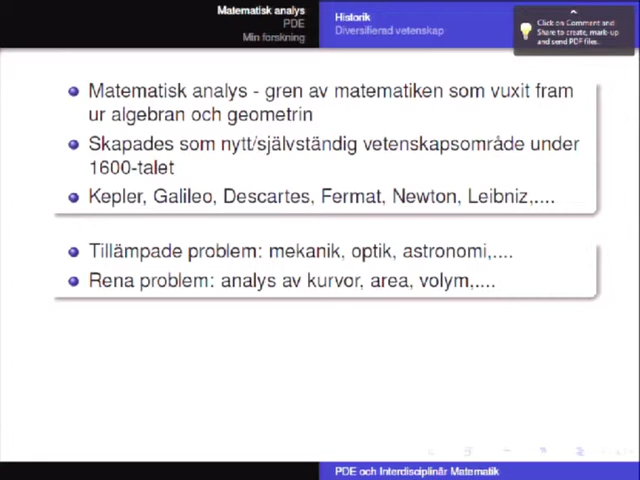 Matematisk analys
PDE
Min forskning
Historik
Diversifierad vetenskap
Click on Comment and
Share to create, mark-up
and send PDF files.
Matematisk analys - gren av matematiken som vuxit fram
ur algebran och geometrin
Skapades som nytt/självständig vetenskapsområde under
1600-talet
Kepler, Galileo, Descartes, Fermat, Newton, Leibniz,....
Tillämpade problem: mekanik, optik, astronomi,....
Rena problem: analys av kurvor, area, volym,....
PDE och Interdisciplinär Matematik